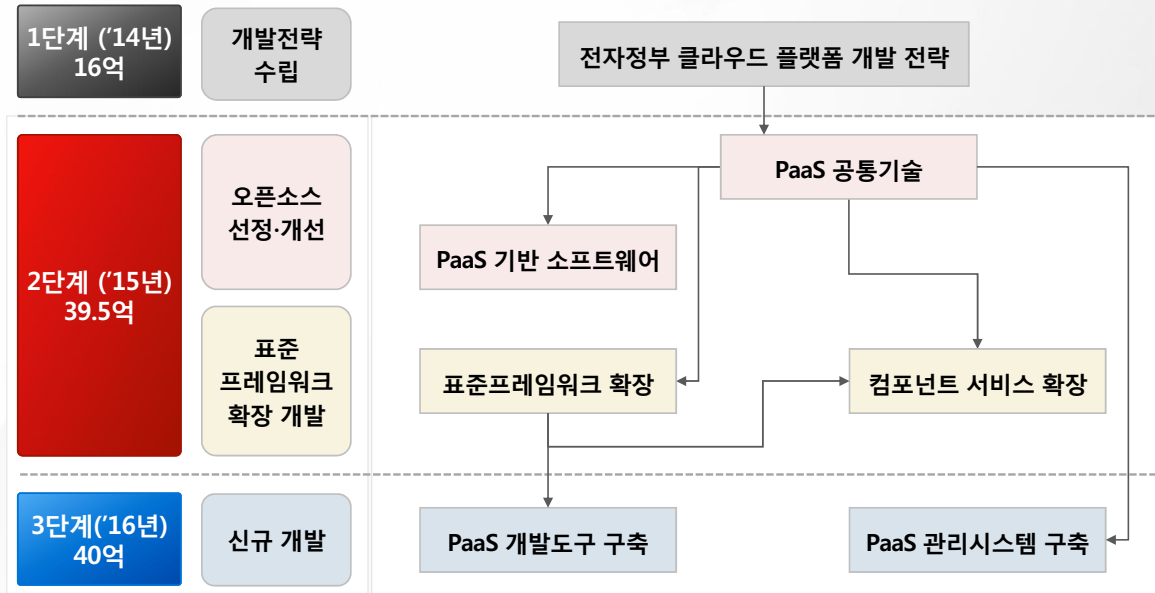 1단계 (’14년)
16억
개발전략
수립
전자정부 클라우드 플랫폼 개발 전략
2단계 (’15년)
39.5억
오픈소스
선정·개선
PaaS 공통기술
PaaS 기반 소프트웨어
표준
프레임워크
확장 개발
표준프레임워크 확장
컴포넌트 서비스 확장
3단계(’16년)
40억
신규 개발
PaaS 개발도구 구축
PaaS 관리시스템 구축